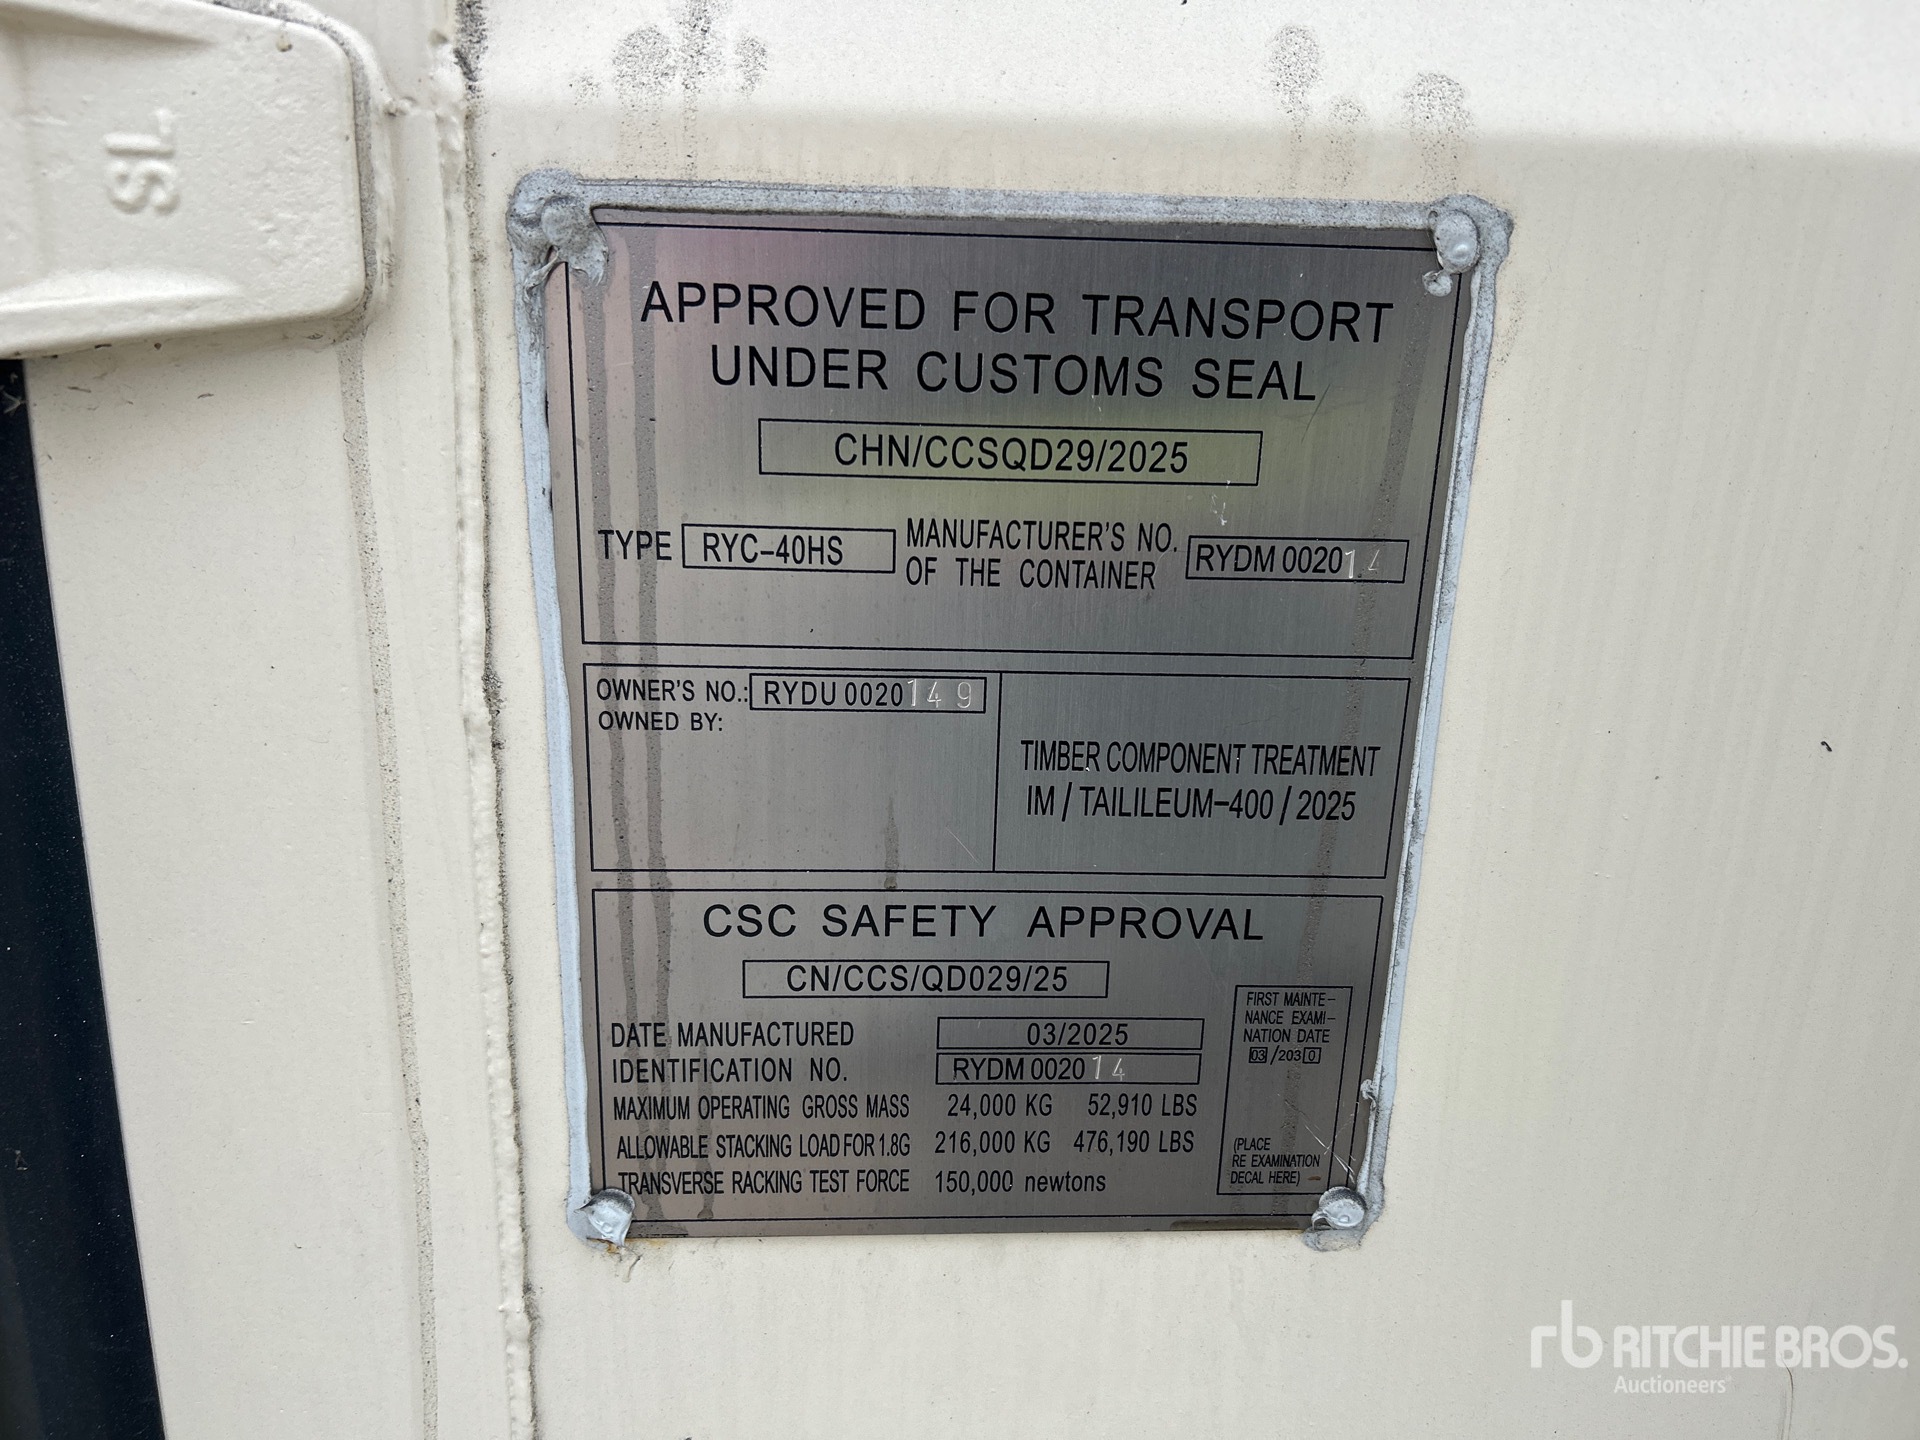 SL
APPROVED FOR TRANSPORT
UNDER CUSTOMS SEAL
CHN/CCSQD29/2025
TYPE RYC-40HS MANUFACTURER'S NO. OF THE CONTAINER RYDM 002014
OWNER'S NO.: RYDU 0020149
OWNED BY:
TIMBER COMPONENT TREATMENT
IM / TAILILEUM-400 / 2025
CSC SAFETY APPROVAL
CN/CCS/QD029/25
DATE MANUFACTURED 03/2025
IDENTIFICATION NO. RYDM 002014
MAXIMUM OPERATING GROSS MASS 24,000 KG 52,910 LBS
ALLOWABLE STACKING LOAD FOR 1.8G 216,000 KG 476,190 LBS
TRANSVERSE RACKING TEST FORCE 150,000 newtons
FIRST MAINTE-
NANCE EXAMI-
NATION DATE
03/2030
(PLACE
RE EXAMINATION
DECAL HERE)
rb RITCHIE BROS.
Auctioneers